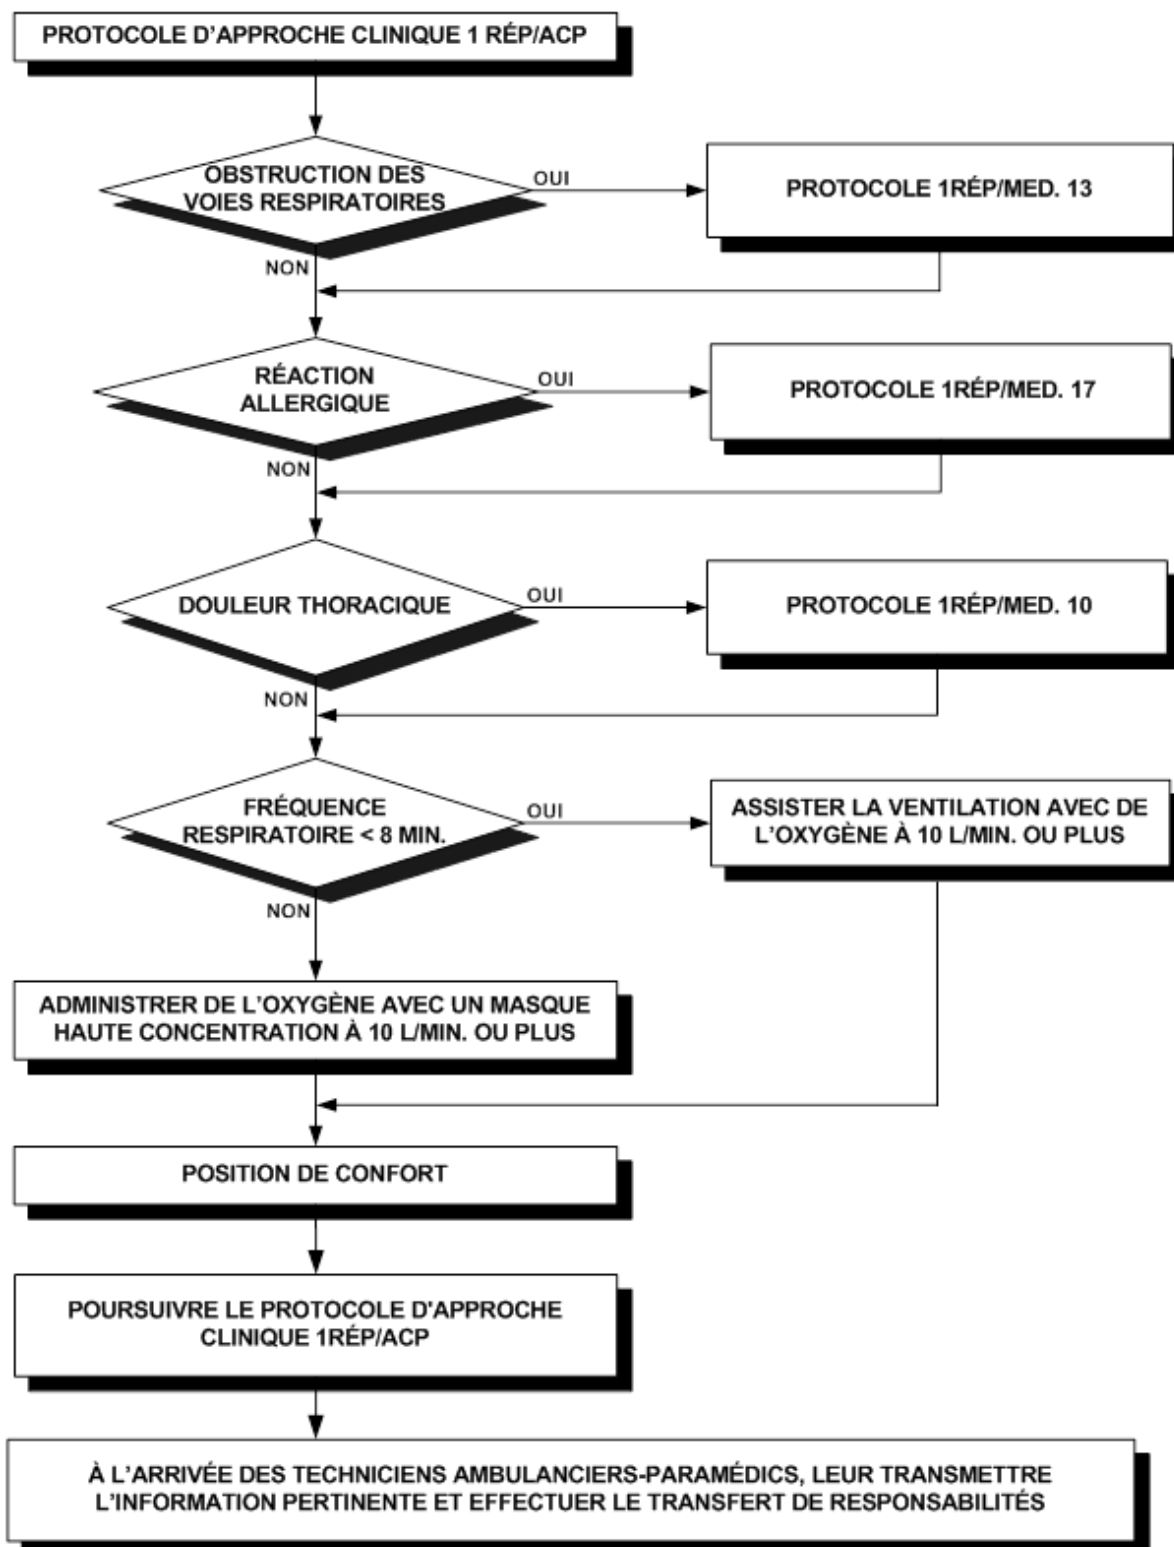 PROTOCOLE D'APPROCHE CLINIQUE 1 RÉP/ACP
OBSTRUCTION DES
VOIES RESPIRATOIRES
OUI
PROTOCOLE 1RÉP/MED. 13
NON
RÉACTION
ALLERGIQUE
OUI
PROTOCOLE 1RÉP/MED. 17
NON
DOULEUR THORACIQUE
OUI
PROTOCOLE 1RÉP/MED. 10
NON
FRÉQUENCE
RESPIRATOIRE < 8 MIN.
OUI
ASSISTER LA VENTILATION AVEC DE
L'OXYGÈNE À 10 L/MIN. OU PLUS
NON
ADMINISTRER DE L'OXYGÈNE AVEC UN MASQUE
HAUTE CONCENTRATION À 10 L/MIN. OU PLUS
POSITION DE CONFORT
POURSUIVRE LE PROTOCOLE D'APPROCHE
CLINIQUE 1RÉP/ACP
À L'ARRIVÉE DES TECHNICIENS AMBULANCIERS-PARAMÉDICS, LEUR TRANSMETTRE
L'INFORMATION PERTINENTE ET EFFECTUER LE TRANSFERT DE RESPONSABILITÉS